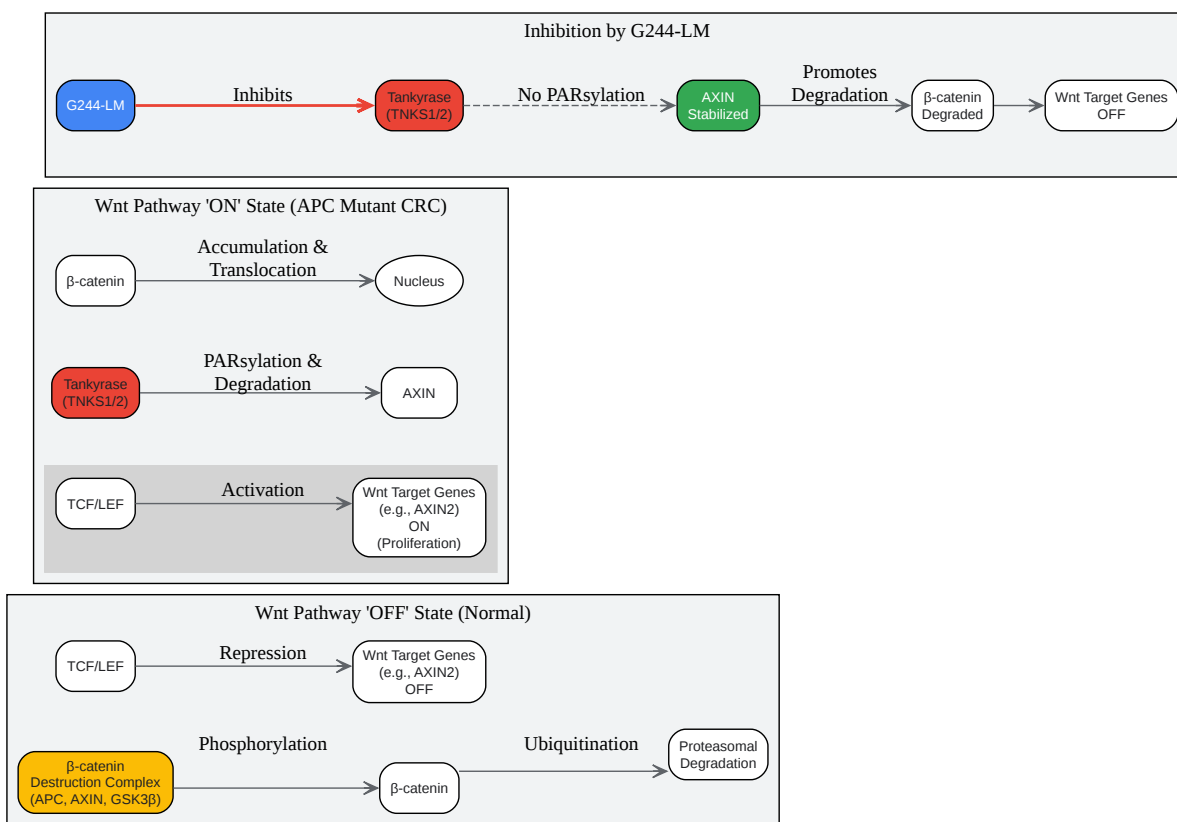 Inhibition by G244-LM
G244-LM
Inhibits
Tankyrase
(TNKS1/2)
No PARsylation
AXIN
Stabilized
Promotes
Degradation
β-catenin
Degraded
Wnt Target Genes
OFF
Wnt Pathway 'ON' State (APC Mutant CRC)
β-catenin
Accumulation &
Translocation
Nucleus
Tankyrase
(TNKS1/2)
PARsylation &
Degradation
AXIN
TCF/LEF
Activation
Wnt Target Genes
(e.g., AXIN2)
ON
(Proliferation)
Wnt Pathway 'OFF' State (Normal)
TCF/LEF
Repression
Wnt Target Genes
(e.g., AXIN2)
OFF
β-catenin
Destruction Complex
(APC, AXIN, GSK3β)
Phosphorylation
β-catenin
Ubiquitination
Proteasomal
Degradation